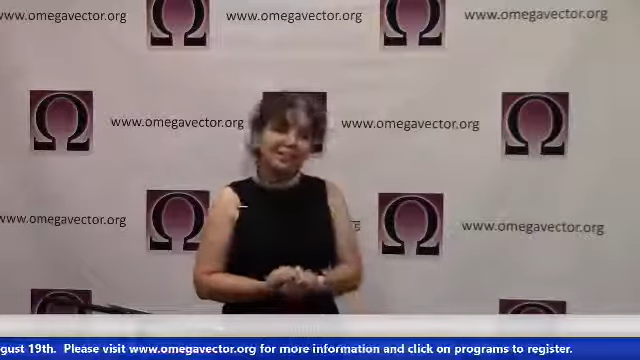 www.omegavector.org www.omegavector.org www.omegavector.org
www.omegavector.org www.omegavector.org
www.omegavector.org www.omegavector.org
gust 19th. Please visit www.omegavector.org for more information and click on programs to register.